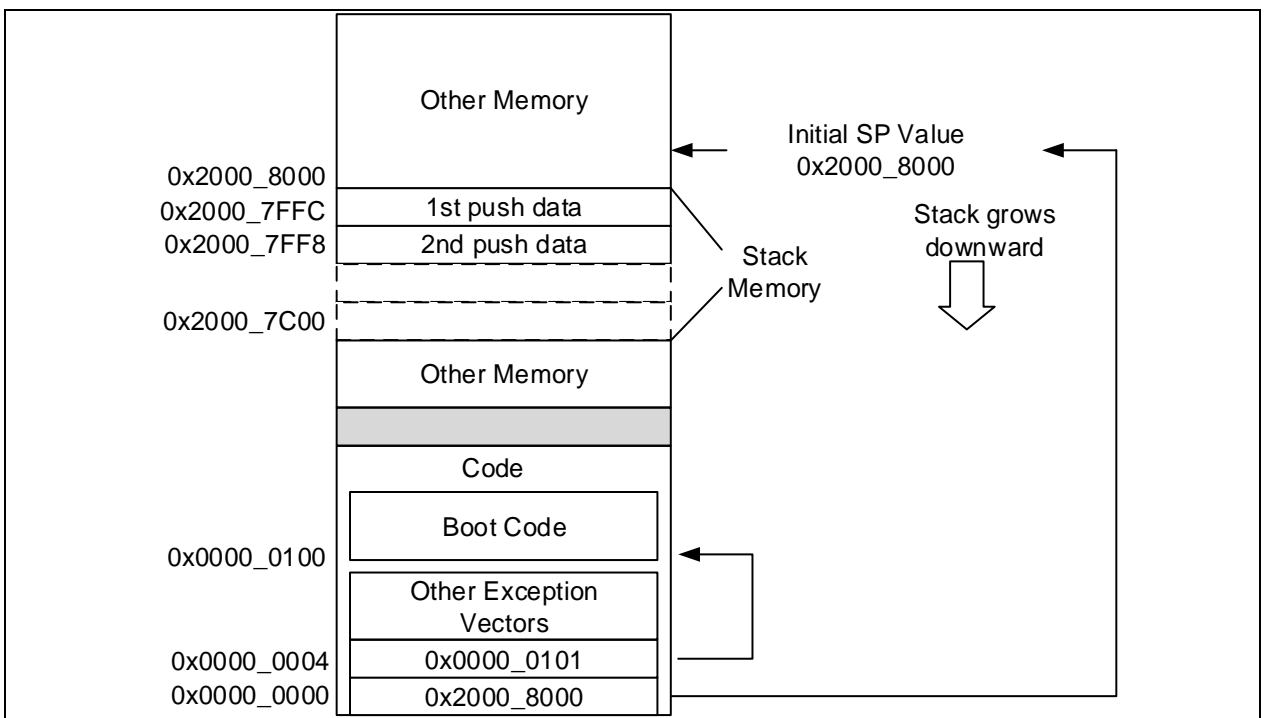 Other Memory
Initial SP Value
0x2000_8000
0x2000_8000
0x2000_7FFC
1st push data
0x2000_7FF8
2nd push data
Stack grows
downward
Stack
Memory
0x2000_7C00
Other Memory
Code
Boot Code
0x0000_0100
Other Exception
Vectors
0x0000_0004
0x0000_0101
0x0000_0000
0x2000_8000